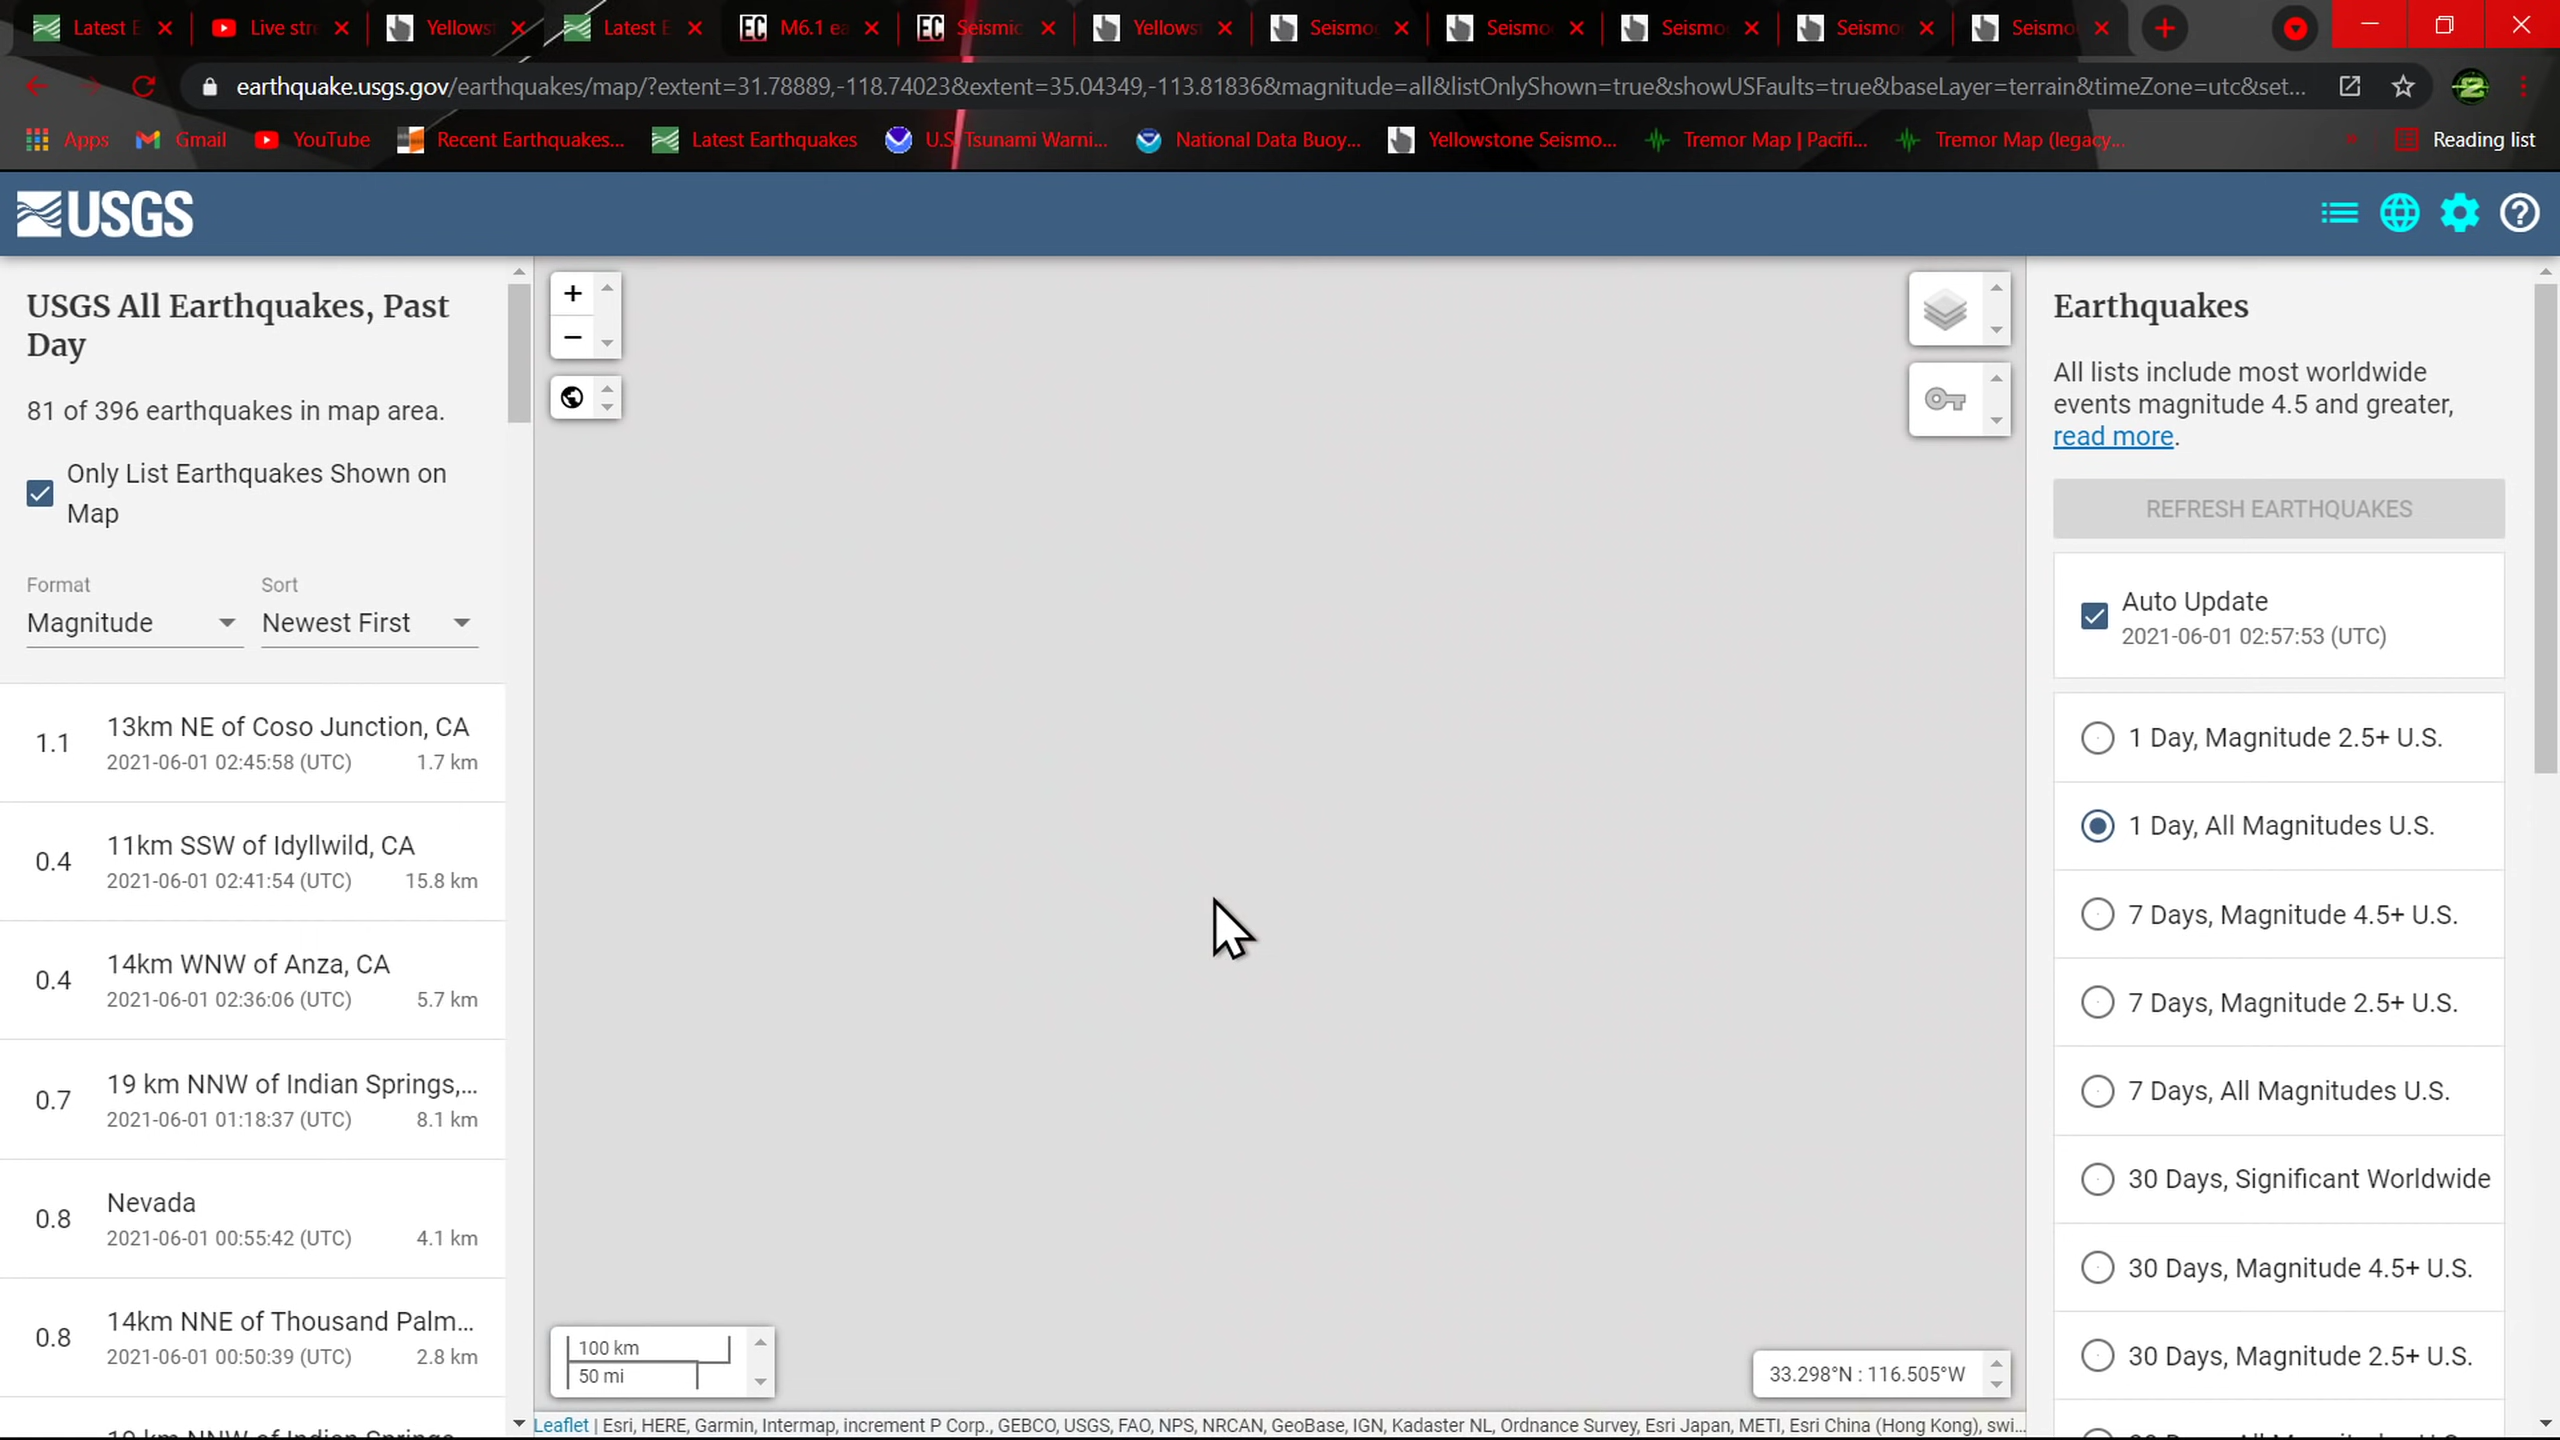 Latest E
Live stre
Yellowst
Latest E
EC M6.1 ea
EC Seismic
Yellowst
Seismog
Seismo
Seismo
Seismo
Seismo
earthquake.usgs.gov/earthquakes/map/?extent=31.78889,-118.74023&extent=35.04349,-113.81836&magnitude=all&listOnlyShown=true&showUSFaults=true&baseLayer=terrain&timeZone=utc&set...
Apps
Gmail
YouTube
Recent Earthquakes...
Latest Earthquakes
U.S. Tsunami Warni...
National Data Buoy...
Yellowstone Seismo...
Tremor Map | Pacifi...
Tremor Map (legacy...
Reading list
USGS
USGS All Earthquakes, Past
Day
81 of 396 earthquakes in map area.
Only List Earthquakes Shown on
Map
Format
Sort
Magnitude
Newest First
1.1
13km NE of Coso Junction, CA
2021-06-01 02:45:58 (UTC) 1.7 km
0.4
11km SSW of Idyllwild, CA
2021-06-01 02:41:54 (UTC) 15.8 km
0.4
14km WNW of Anza, CA
2021-06-01 02:36:06 (UTC) 5.7 km
0.7
19 km NNW of Indian Springs,...
2021-06-01 01:18:37 (UTC) 8.1 km
0.8
Nevada
2021-06-01 00:55:42 (UTC) 4.1 km
0.8
14km NNE of Thousand Palm...
2021-06-01 00:50:39 (UTC) 2.8 km
100 km
50 mi
33.298°N : 116.505°W
Leaflet | Esri, HERE, Garmin, Intermap, increment P Corp., GEBCO, USGS, FAO, NPS, NRCAN, GeoBase, IGN, Kadaster NL, Ordnance Survey, Esri Japan, METI, Esri China (Hong Kong), swi...
Earthquakes
All lists include most worldwide
events magnitude 4.5 and greater,
read more.
REFRESH EARTHQUAKES
Auto Update
2021-06-01 02:57:53 (UTC)
1 Day, Magnitude 2.5+ U.S.
1 Day, All Magnitudes U.S.
7 Days, Magnitude 4.5+ U.S.
7 Days, Magnitude 2.5+ U.S.
7 Days, All Magnitudes U.S.
30 Days, Significant Worldwide
30 Days, Magnitude 4.5+ U.S.
30 Days, Magnitude 2.5+ U.S.